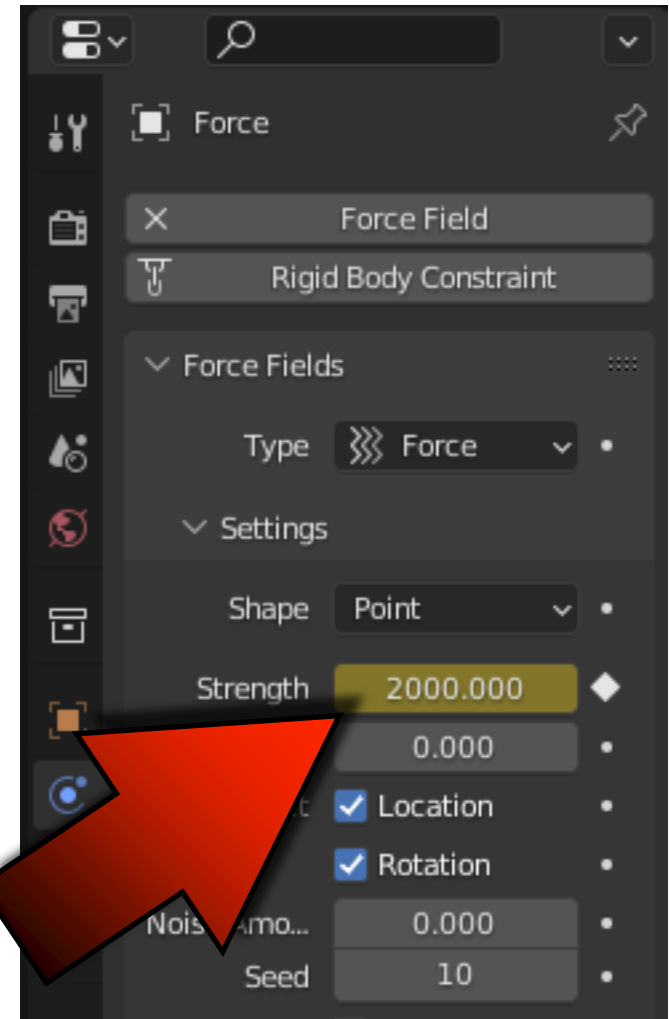 Force
Force Field
Rigid Body Constraint
Force Fields
Type Force
Settings
Shape Point
Strength 2000.000
0.000
Location
Rotation
Amo... 0.000
Seed 10